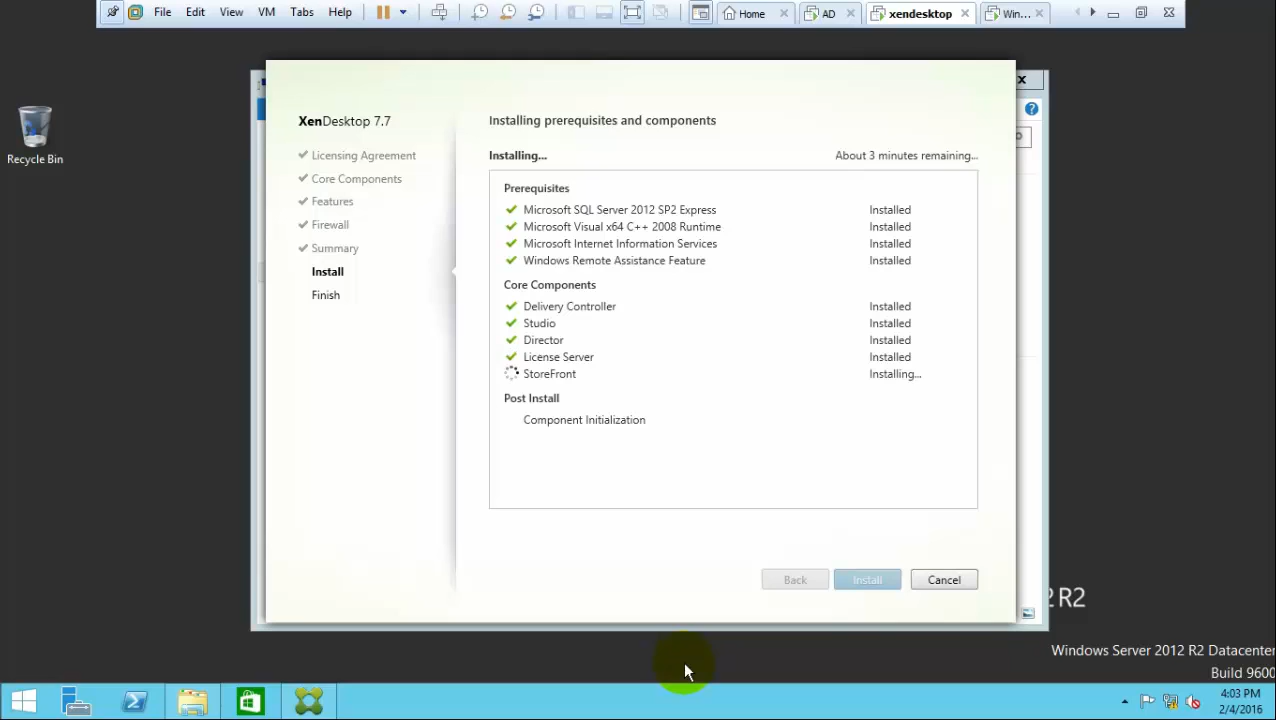 File Edit View VM Tabs Help Home AD xendesktop Win...
Recycle Bin
XenDesktop 7.7
Licensing Agreement
Core Components
Features
Firewall
Summary
Install
Finish
Installing prerequisites and components
Installing... About 3 minutes remaining...
Prerequisites
Microsoft SQL Server 2012 SP2 Express Installed
Microsoft Visual x64 C++ 2008 Runtime Installed
Microsoft Internet Information Services Installed
Windows Remote Assistance Feature Installed
Core Components
Delivery Controller Installed
Studio Installed
Director Installed
License Server Installed
StoreFront Installing...
Post Install
Component Initialization
Back Install Cancel
2 R2
Windows Server 2012 R2 Datacenter
Build 9600
4:03 PM
2/4/2016